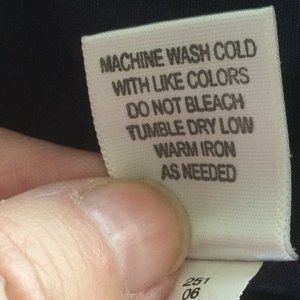 MACHINE WASH COLD
WITH LIKE COLORS
DO NOT BLEACH
TUMBLE DRY LOW
WARM IRON
AS NEEDED
251
06